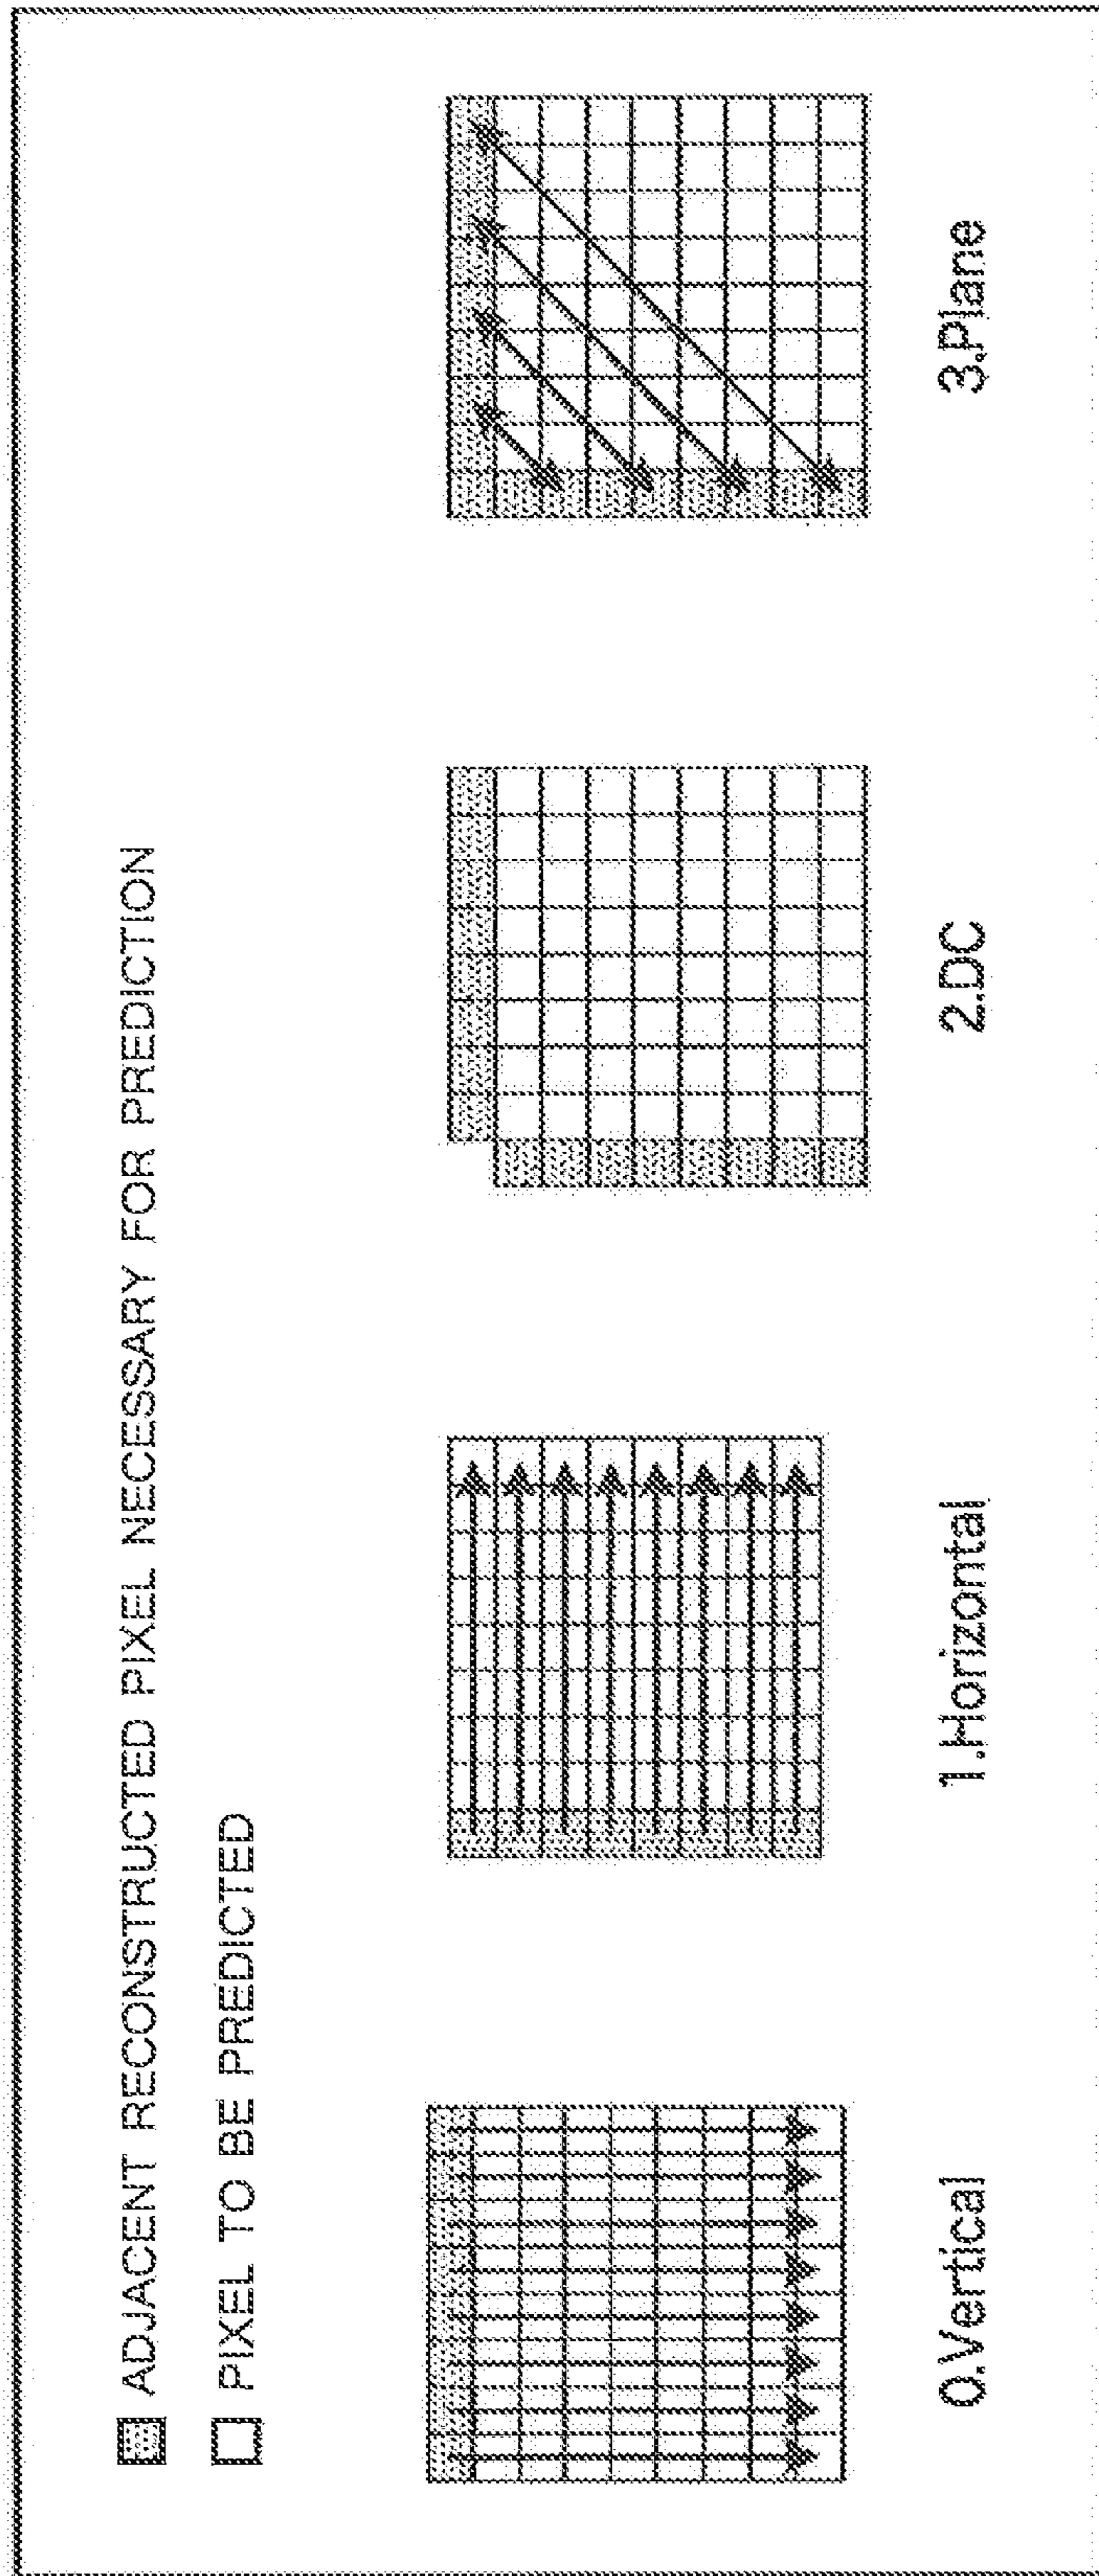 ADJACENT RECONSTRUCTED PIXEL NECESSARY FOR PREDICTION
PIXEL TO BE PREDICTED
0.Vertical
1.Horizontal
2.DC
3.Plane